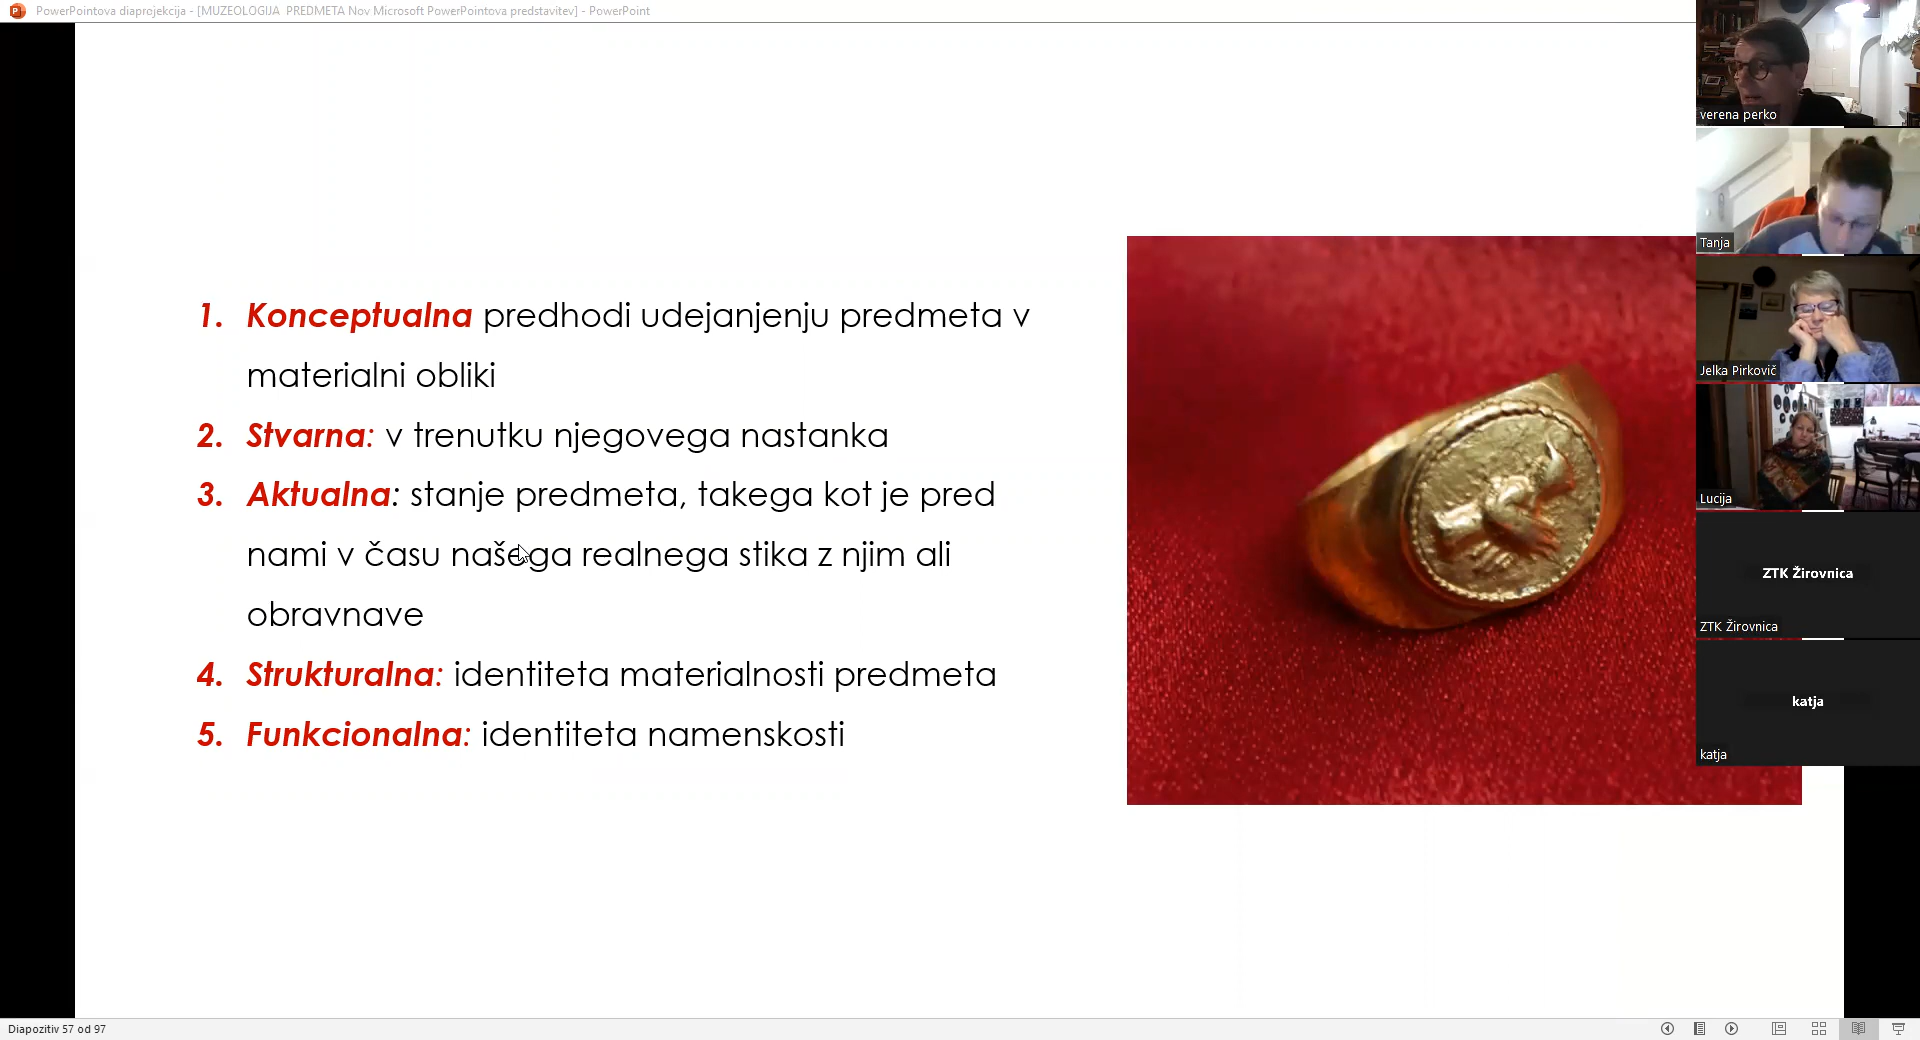 PowerPointova diaprojekcija - [MUZEOLOGIJA  PREDMETA Nov Microsoft PowerPointova predstavitev] - PowerPoint
1. Konceptualna predhodi udejanjenju predmeta v
materialni obliki
2. Stvarna: v trenutku njegovega nastanka
3. Aktualna: stanje predmeta, takega kot je pred
nami v času našega realnega stika z njim ali
obravnave
4. Strukturalna: identiteta materialnosti predmeta
5. Funkcionalna: identiteta namenskosti
verena perko
Tanja
Jelka Pirkovič
Lucija
ZTK Žirovnica
ZTK Žirovnica
katja
katja
Diapozitiv 57 od 97